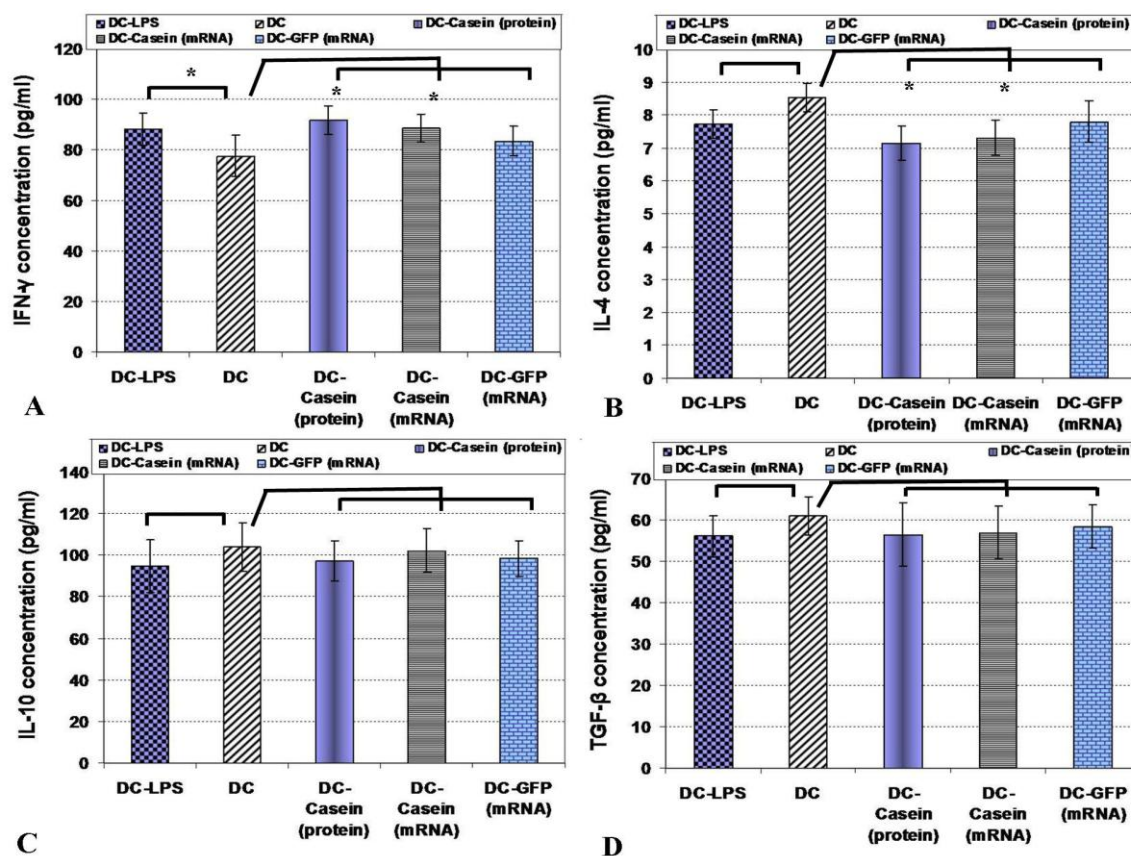 DC-LPS DC DC-Casein (protein)
DC-Casein (mRNA) DC-GFP (mRNA)
120
100
80
60
40
20
0
IFN-γ concentration (pg/ml)
*
*
*
DC-LPS DC DC- DC- DC-GFP
Casein Casein (mRNA)
(protein) (mRNA)
A
DC-LPS DC DC-Casein (protein)
DC-Casein (mRNA) DC-GFP (mRNA)
10
9
8
7
6
5
4
3
2
1
0
IL-4 concentration (pg/ml)
*
*
DC-LPS DC DC-Casein DC-Casein DC-GFP
(protein) (mRNA) (mRNA)
B
DC-LPS DC DC-Casein (protein)
DC-Casein (mRNA) DC-GFP (mRNA)
140
120
100
80
60
40
20
0
IL-10 concentration (pg/ml)
DC-LPS DC DC- DC- DC-GFP
Casein Casein (mRNA)
(protein) (mRNA)
C
DC-LPS DC DC-Casein (protein)
DC-Casein (mRNA) DC-GFP (mRNA)
70
60
50
40
30
20
10
0
TGF-β concentration (pg/ml)
DC-LPS DC DC- DC- DC-GFP
Casein Casein (mRNA)
(protein) (mRNA)
D